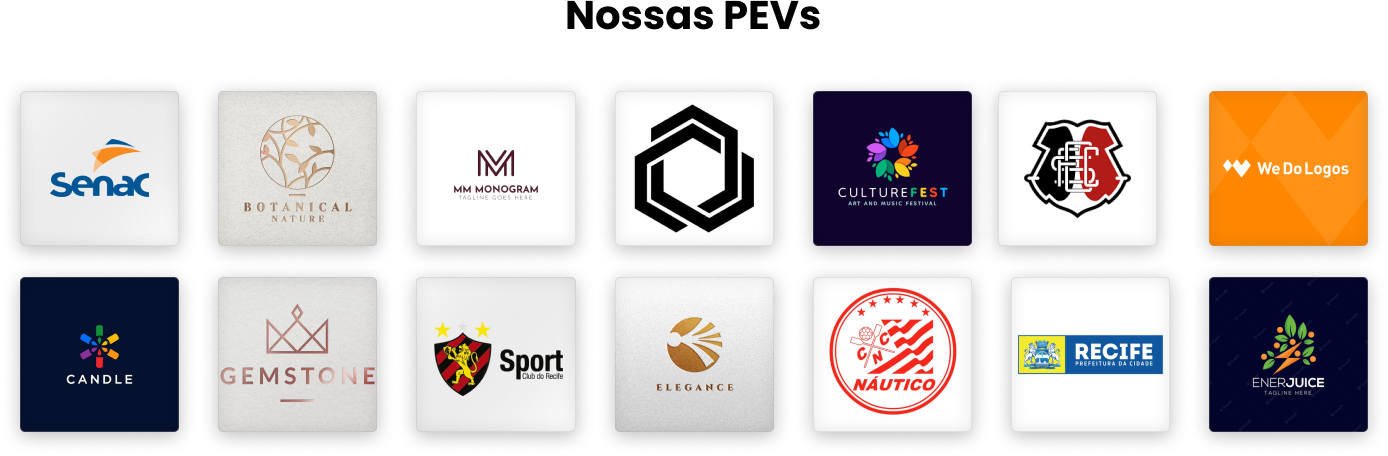 Nossas PEVs
Senac
BOTANICAL
NATURE
MM MONOGRAM
TAGLINE GOES HERE
CULTUREFEST
ART AND MUSIC FESTIVAL
We Do Logos
CANDLE
GEMSTONE
Sport
Club do Recife
ELEGANCE
CNC
NÁUTICO
RECIFE
PREFEITURA DA CIDADE
ENERJUICE
TAGLINE HERE